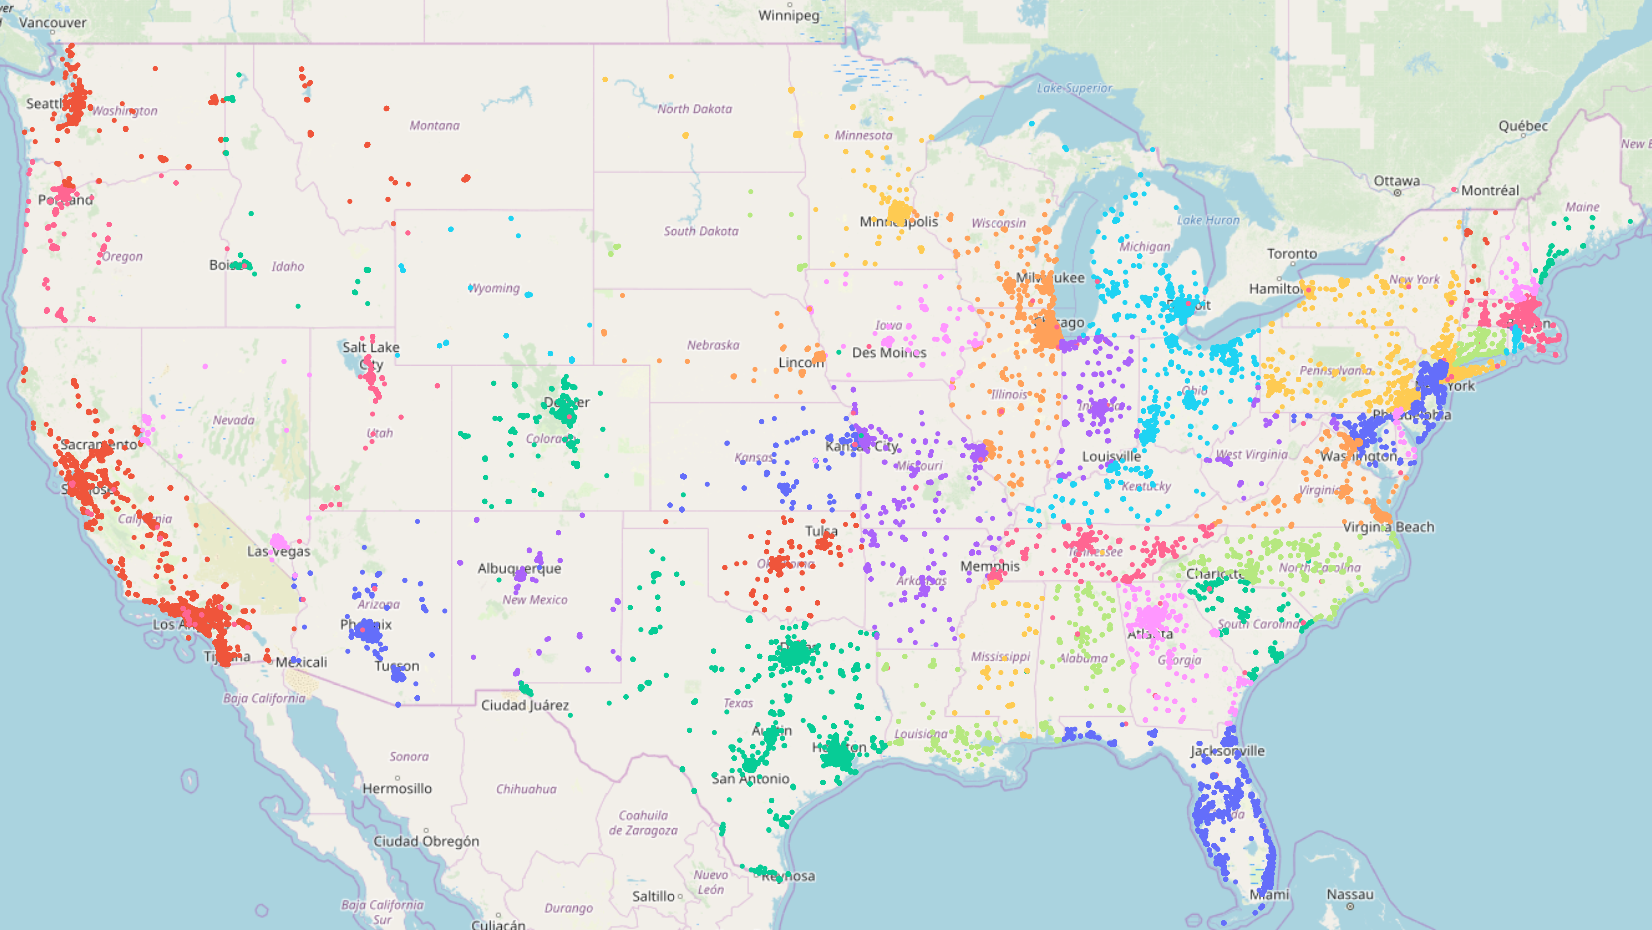 Vancouver
Winnipeg
Lake Superior
Washington
North Dakota
Montana
Minnesota
Québec
Ottawa
Montréal
Maine
South Dakota
Minneapolis
Wisconsin
Lake Huron
Michigan
Toronto
Oregon
Boise
Idaho
Wyoming
Milwaukee
Hamilton
New York
Detroit
Chicago
Iowa
Salt Lake
City
Nebraska
Des Moines
Lincoln
Pennsylvania
New York
Denver
Illinois
Ohio
Indiana
Philadelphia
Nevada
Utah
Colorado
Sacramento
Kansas
Kansas City
Missouri
Louisville
Kentucky
West Virginia
Washington
Virginia
San Jose
California
Virginia Beach
Las Vegas
Tulsa
Oklahoma
Albuquerque
New Mexico
Arkansas
Memphis
Tennessee
Charlotte
North Carolina
Arizona
Phoenix
Los Angeles
South Carolina
Atlanta
Georgia
Alabama
Mississippi
Tijuana
Mexicali
Tucson
Baja California
Ciudad Juárez
Texas
Austin
Houston
Louisiana
San Antonio
Jacksonville
Sonora
Hermosillo
Chihuahua
Coahuila
de Zaragoza
Ciudad Obregón
Nuevo
León
Reynosa
Saltillo
Durango
Baja California
Sur
Culiacán
Miami
Nassau